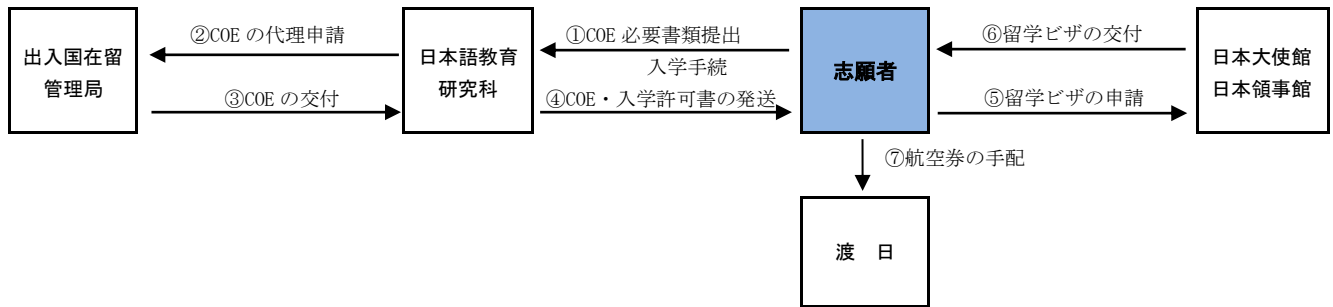 出入国在留
管理局
②COE の代理申請
③COE の交付
日本語教育
研究科
①COE 必要書類提出
入学手続
④COE・入学許可書の発送
志願者
⑥留学ビザの交付
⑤留学ビザの申請
日本大使館
日本領事館
⑦航空券の手配
渡　日